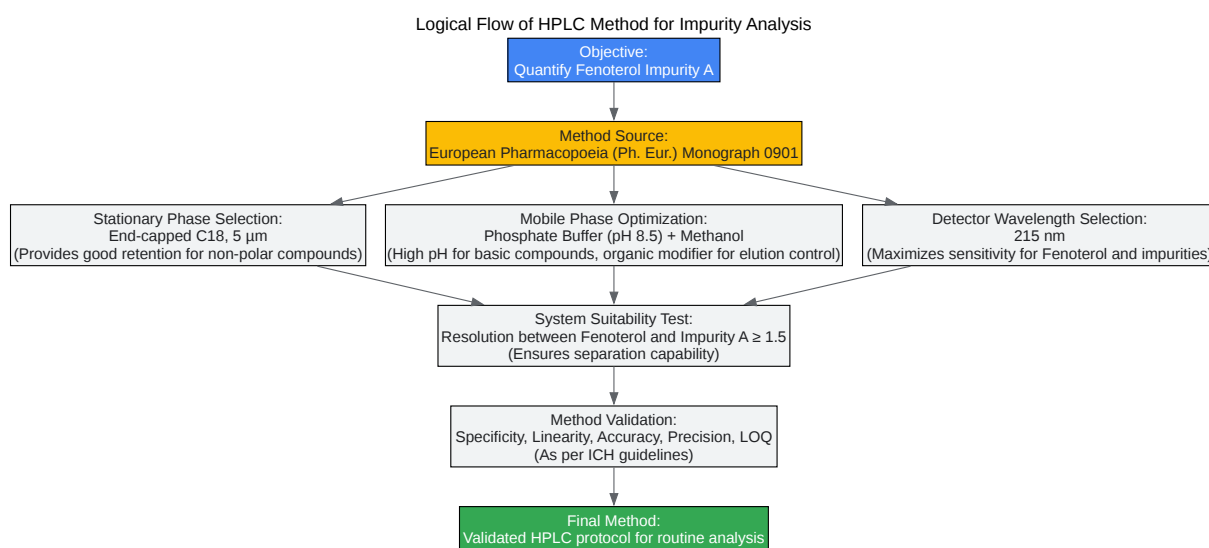 Logical Flow of HPLC Method for Impurity Analysis
Objective:
Quantify Fenoterol Impurity A
Method Source:
European Pharmacopoeia (Ph. Eur.) Monograph 0901
Stationary Phase Selection:
End-capped C18, 5 µm
(Provides good retention for non-polar compounds)
Mobile Phase Optimization:
Phosphate Buffer (pH 8.5) + Methanol
(High pH for basic compounds, organic modifier for elution control)
Detector Wavelength Selection:
215 nm
(Maximizes sensitivity for Fenoterol and impurities)
System Suitability Test:
Resolution between Fenoterol and Impurity A ≥ 1.5
(Ensures separation capability)
Method Validation:
Specificity, Linearity, Accuracy, Precision, LOQ
(As per ICH guidelines)
Final Method:
Validated HPLC protocol for routine analysis